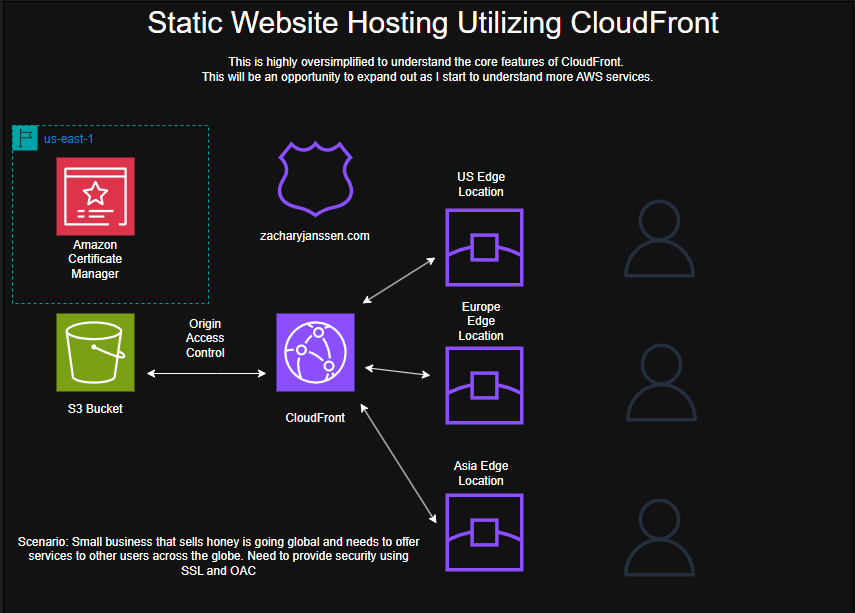 Static Website Hosting Utilizing CloudFront
This is highly oversimplified to understand the core features of CloudFront.
This will be an opportunity to expand out as I start to understand more AWS services.
us-east-1
Amazon
Certificate
Manager
zacharyjanssen.com
US Edge
Location
Europe
Edge
Location
Origin
Access
Control
S3 Bucket
CloudFront
Asia Edge
Location
Scenario: Small business that sells honey is going global and needs to offer
services to other users across the globe. Need to provide security using
SSL and OAC